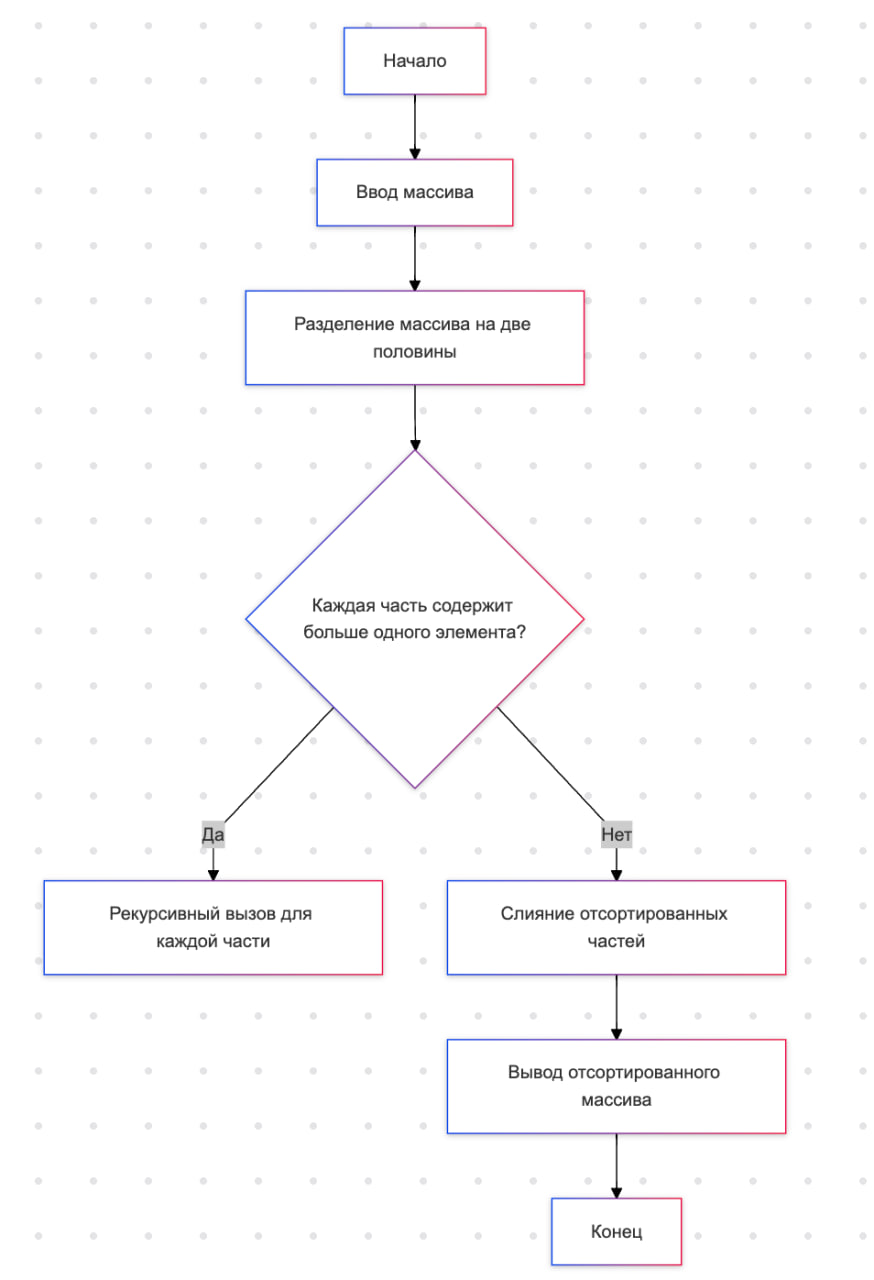 Начало
Ввод массива
Разделение массива на две
половины
Каждая часть содержит
больше одного элемента?
Да
Нет
Рекурсивный вызов для
каждой части
Слияние отсортированных
частей
Вывод отсортированного
массива
Конец